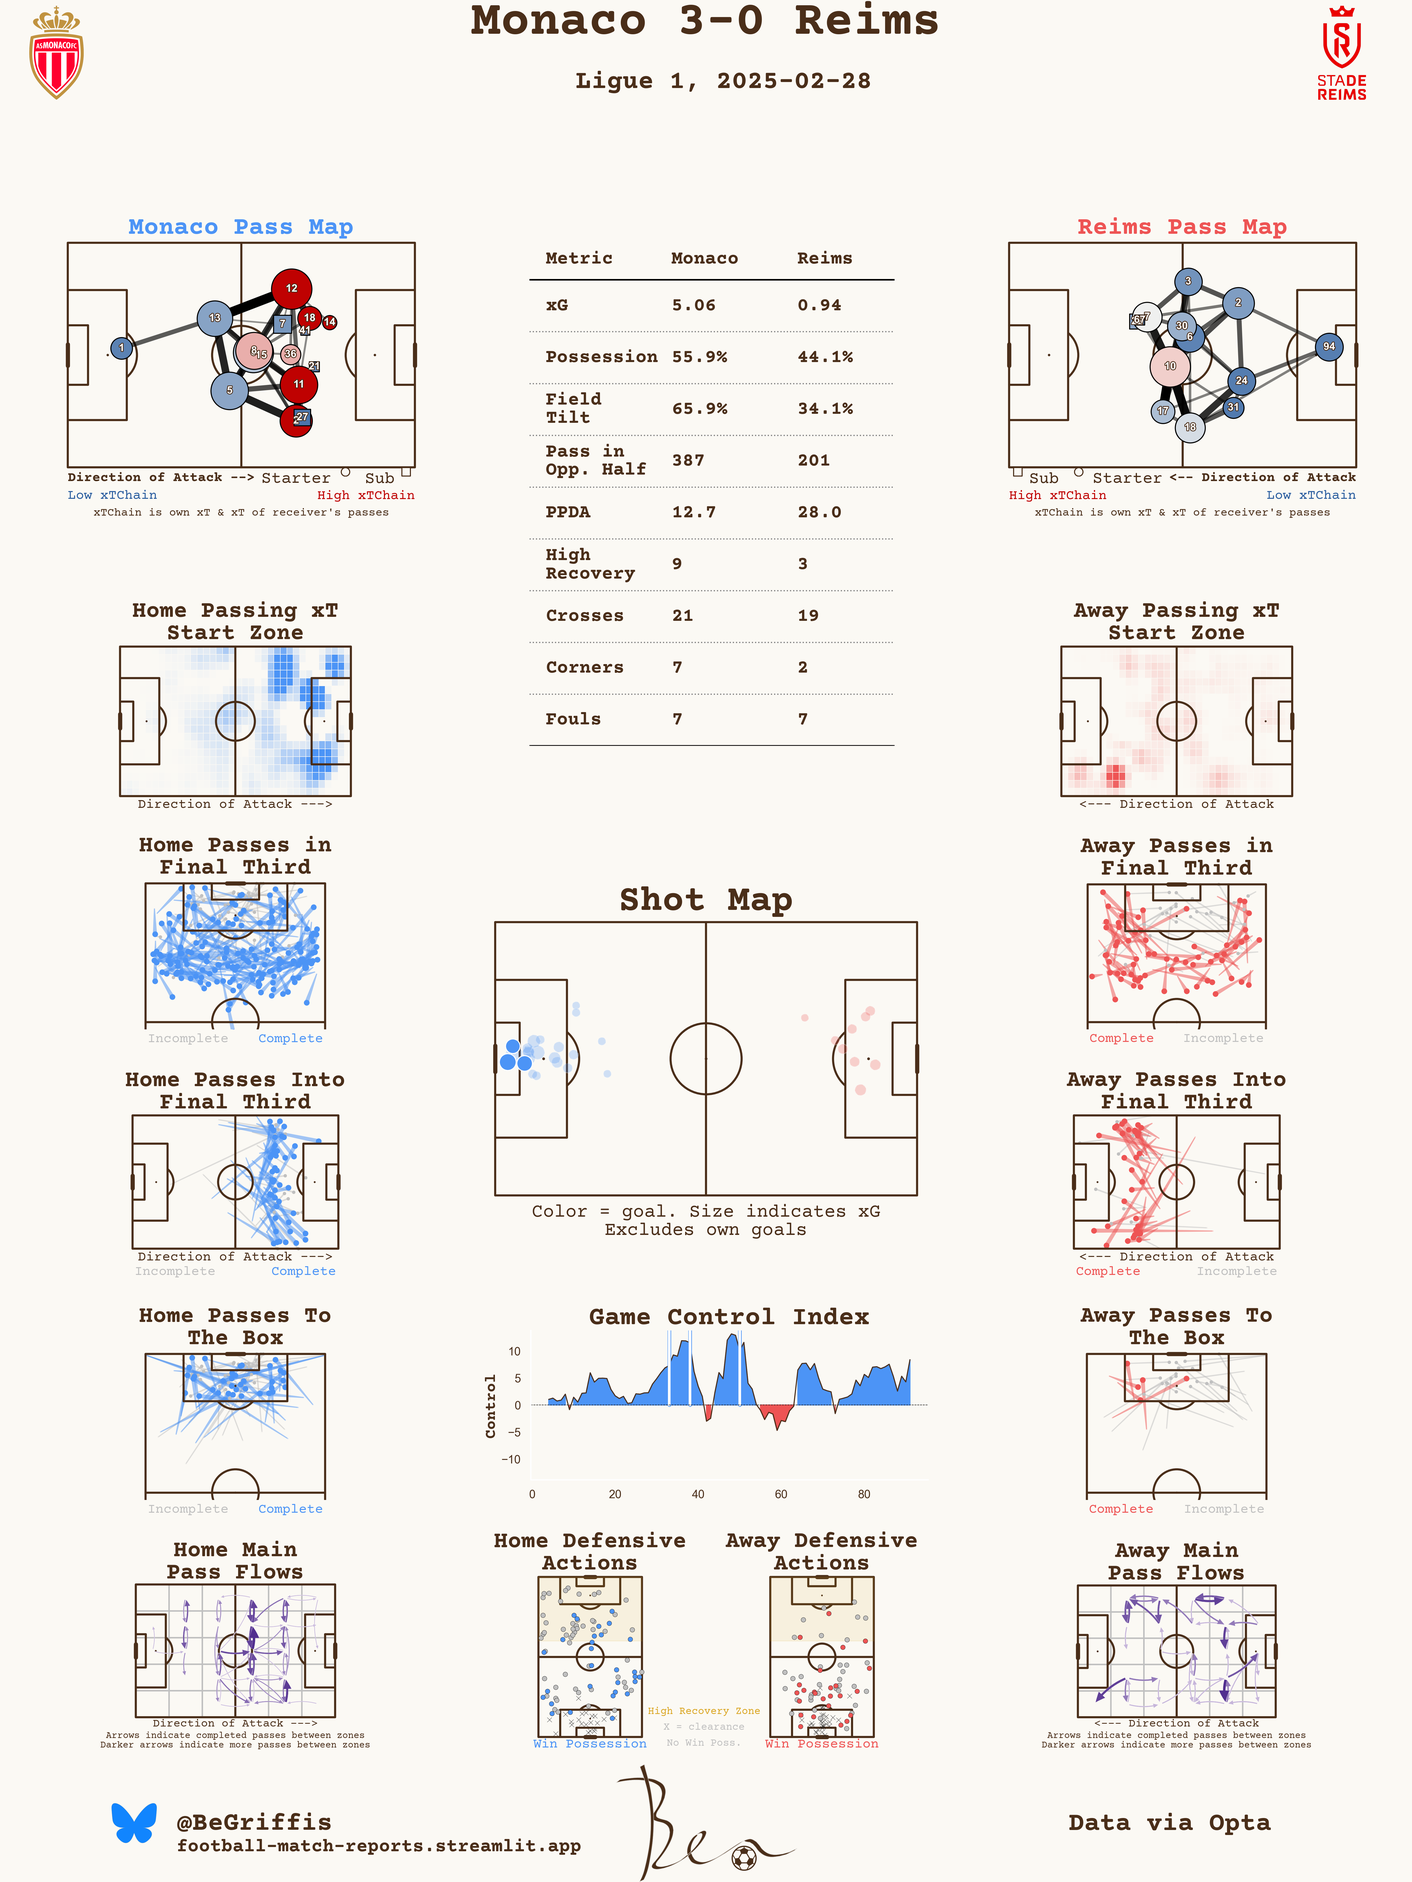 Monaco 3-0 Reims
Ligue 1, 2025-02-28
AS MONACO FC
STADE
REIMS
Monaco Pass Map
1
13
5
12
7
18
41
14
8
15
36
21
11
27
Direction of Attack --> Starter Sub
Low xTChain High xTChain
xTChain is own xT & xT of receiver's passes
Metric Monaco Reims
xG 5.06 0.94
Possession 55.9% 44.1%
Field
Tilt 65.9% 34.1%
Pass in
Opp. Half 387 201
PPDA 12.7 28.0
High
Recovery 9 3
Crosses 21 19
Corners 7 2
Fouls 7 7
Reims Pass Map
3
2
67
7
30
6
94
10
24
17
31
18
Sub Starter <-- Direction of Attack
High xTChain Low xTChain
xTChain is own xT & xT of receiver's passes
Home Passing xT
Start Zone
Direction of Attack --->
Away Passing xT
Start Zone
<--- Direction of Attack
Home Passes in
Final Third
Incomplete Complete
Away Passes in
Final Third
Complete Incomplete
Shot Map
Color = goal. Size indicates xG
Excludes own goals
Home Passes Into
Final Third
Direction of Attack --->
Incomplete Complete
Away Passes Into
Final Third
<--- Direction of Attack
Complete Incomplete
Home Passes To
The Box
Incomplete Complete
Game Control Index
Control
10
5
0
−5
−10
0 20 40 60 80
Away Passes To
The Box
Complete Incomplete
Home Main
Pass Flows
Direction of Attack --->
Arrows indicate completed passes between zones
Darker arrows indicate more passes between zones
Home Defensive
Actions
Win Possession
Away Defensive
Actions
Win Possession
High Recovery Zone
X = clearance
No Win Poss.
Away Main
Pass Flows
<--- Direction of Attack
Arrows indicate completed passes between zones
Darker arrows indicate more passes between zones
@BeGriffis
football-match-reports.streamlit.app
Ben
Data via Opta